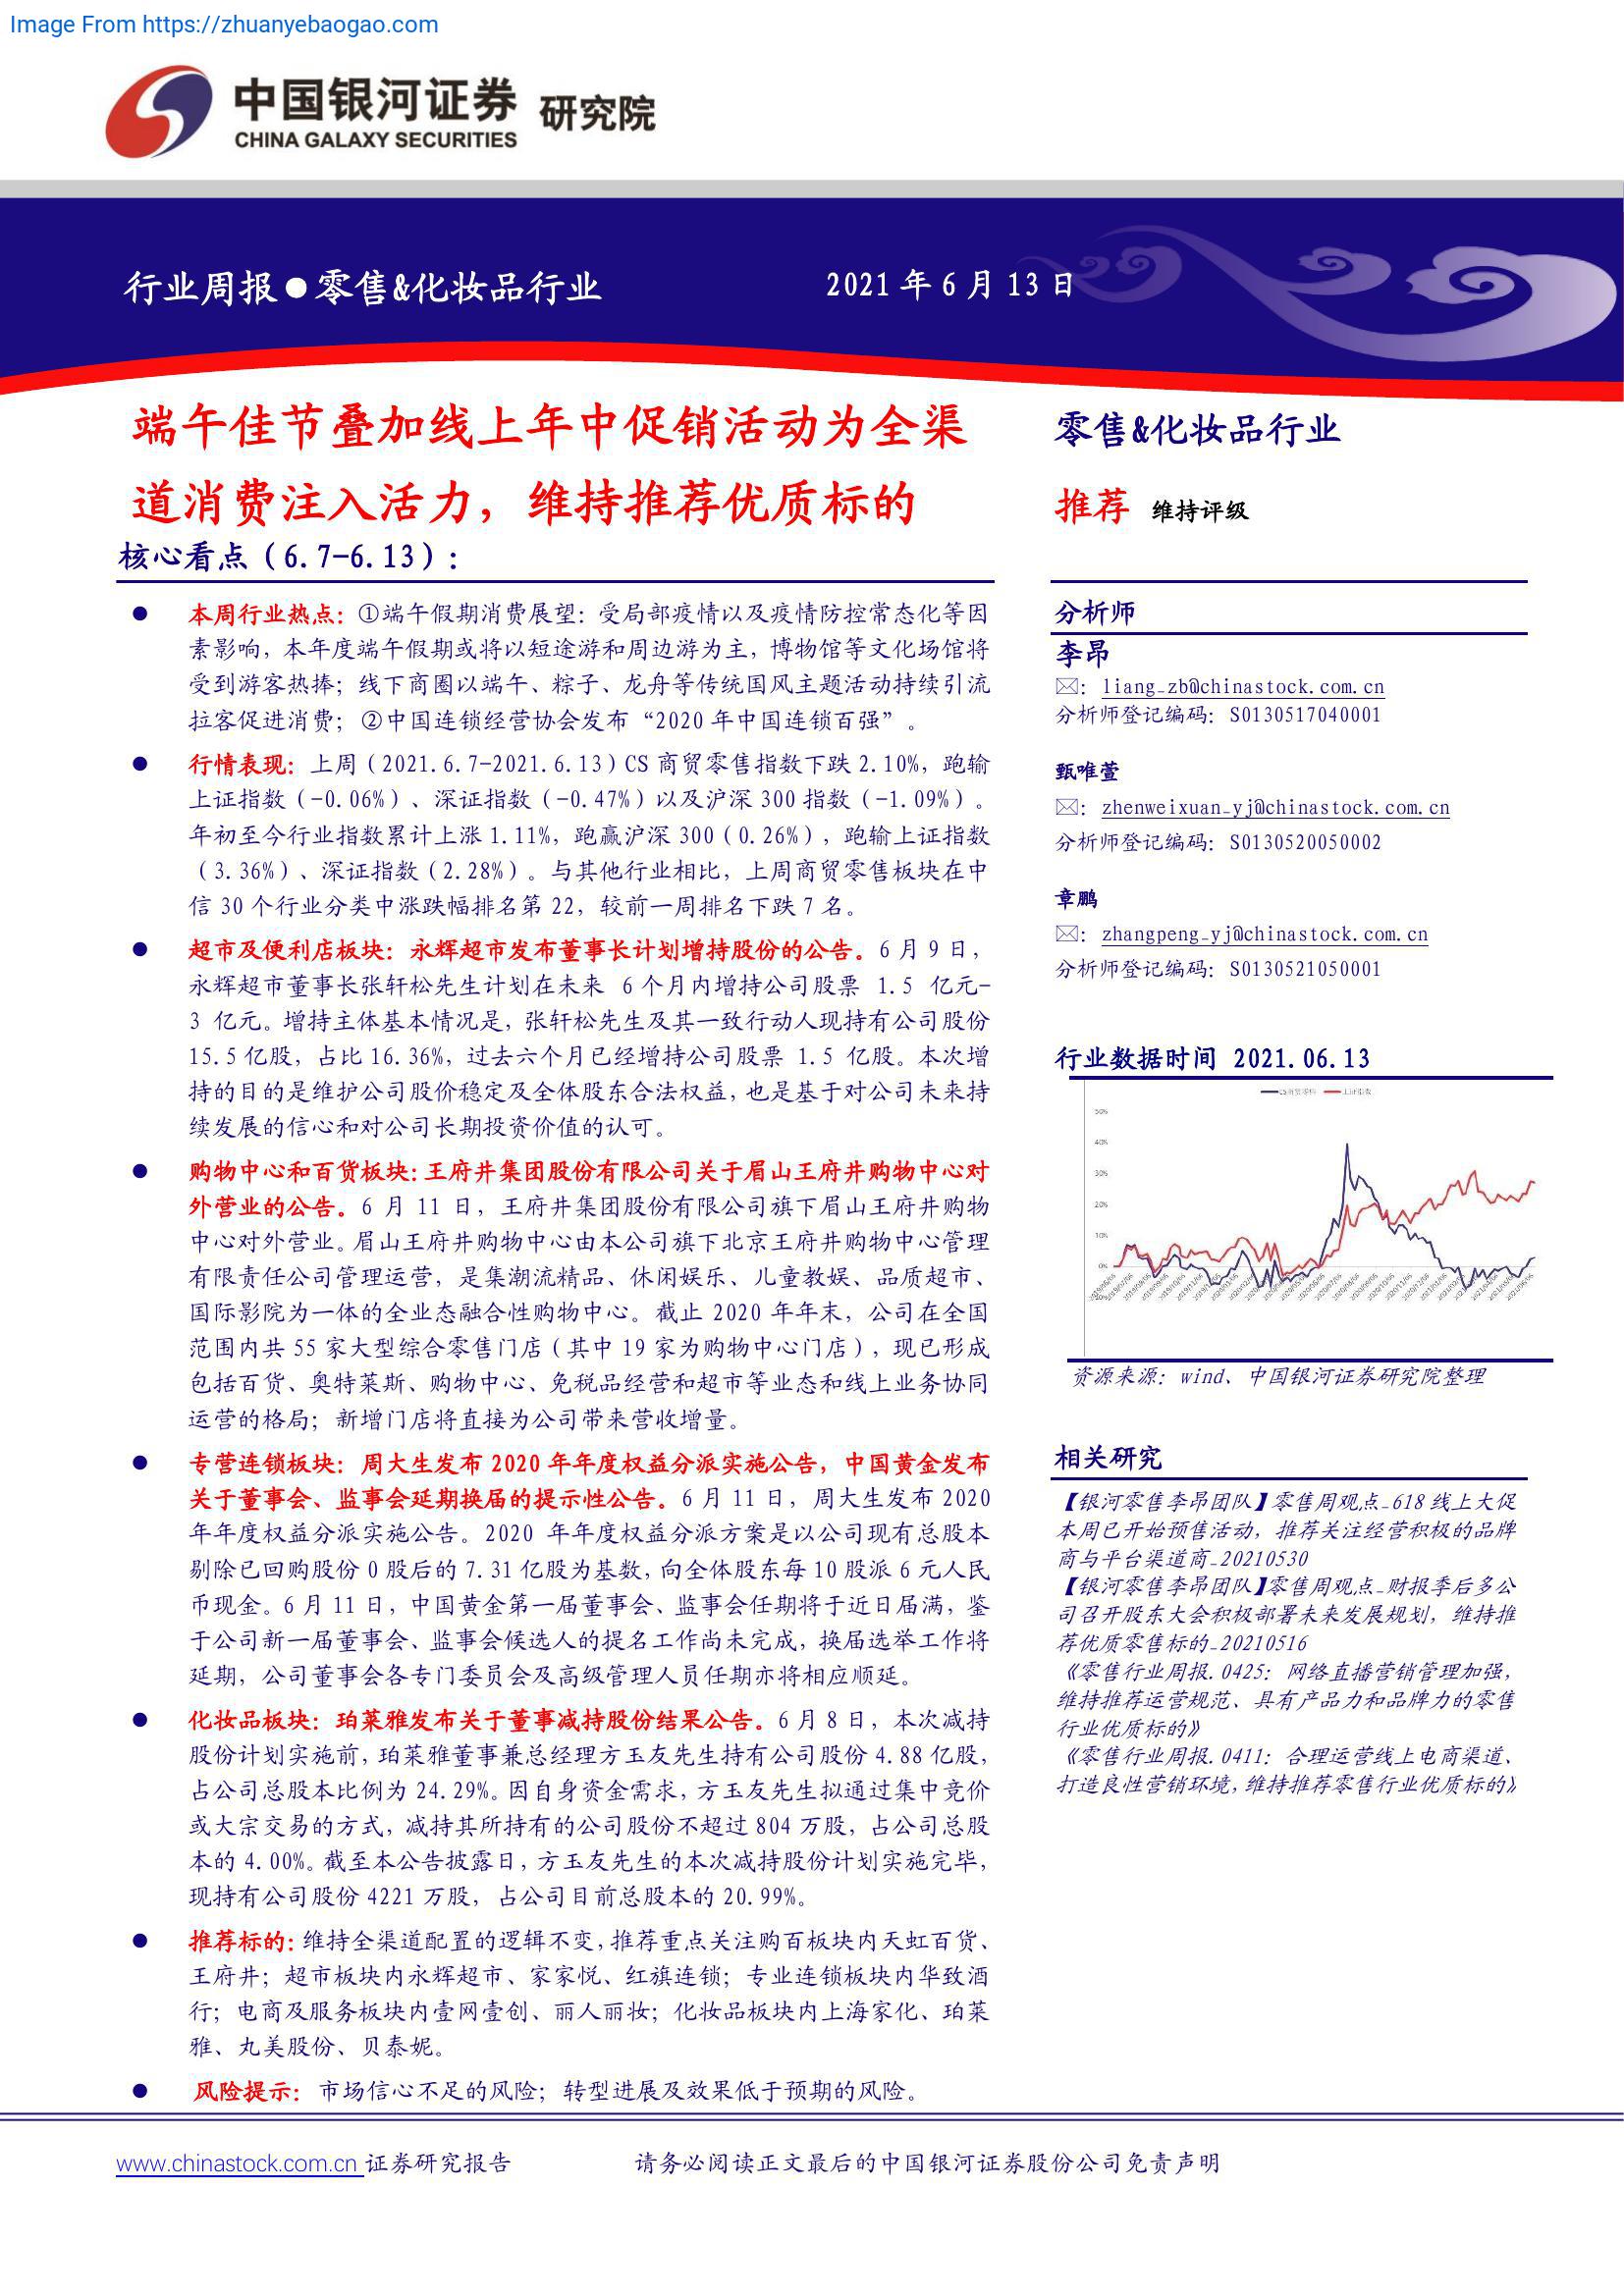 Image From https://zhuanyebaogao.com
中国银河证券 研究院
CHINA GALAXY SECURITIES
行业周报●零售&化妆品行业
2021 年 6 月 13 日
端午佳节叠加线上年中促销活动为全渠
道消费注入活力，维持推荐优质标的
核心看点（6.7-6.13）：
● 本周行业热点：①端午假期消费展望：受局部疫情以及疫情防控常态化等因
素影响，本年度端午假期或将以短途游和周边游为主，博物馆等文化场馆将
受到游客热捧；线下商圈以端午、粽子、龙舟等传统国风主题活动持续引流
拉客促进消费；②中国连锁经营协会发布“2020 年中国连锁百强”。
● 行情表现：上周（2021.6.7-2021.6.13）CS 商贸零售指数下跌 2.10%，跑输
上证指数（-0.06%）、深证指数（-0.47%）以及沪深 300 指数（-1.09%）。
年初至今行业指数累计上涨 1.11%，跑赢沪深 300（0.26%），跑输上证指数
（3.36%）、深证指数（2.28%）。与其他行业相比，上周商贸零售板块在中
信 30 个行业分类中涨跌幅排名第 22，较前一周排名下跌 7 名。
● 超市及便利店板块：永辉超市发布董事长计划增持股份的公告。6 月 9 日，
永辉超市董事长张轩松先生计划在未来 6 个月内增持公司股票 1.5 亿元-
3 亿元。增持主体基本情况是，张轩松先生及其一致行动人现持有公司股份
15.5 亿股，占比 16.36%，过去六个月已经增持公司股票 1.5 亿股。本次增
持的目的是维护公司股价稳定及全体股东合法权益，也是基于对公司未来持
续发展的信心和对公司长期投资价值的认可。
● 购物中心和百货板块：王府井集团股份有限公司关于眉山王府井购物中心对
外营业的公告。6 月 11 日，王府井集团股份有限公司旗下眉山王府井购物
中心对外营业。眉山王府井购物中心由本公司旗下北京王府井购物中心管理
有限责任公司管理运营，是集潮流精品、休闲娱乐、儿童教娱、品质超市、
国际影院为一体的全业态融合性购物中心。截止 2020 年年末，公司在全国
范围内共 55 家大型综合零售门店（其中 19 家为购物中心门店），现已形成
包括百货、奥特莱斯、购物中心、免税品经营和超市等业态和线上业务协同
运营的格局；新增门店将直接为公司带来营收增量。
● 专营连锁板块：周大生发布 2020 年年度权益分派实施公告，中国黄金发布
关于董事会、监事会延期换届的提示性公告。6 月 11 日，周大生发布 2020
年年度权益分派实施公告。2020 年年度权益分派方案是以公司现有总股本
剔除已回购股份 0 股后的 7.31 亿股为基数，向全体股东每 10 股派 6 元人民
币现金。6 月 11 日，中国黄金第一届董事会、监事会任期将于近日届满，鉴
于公司新一届董事会、监事会候选人的提名工作尚未完成，换届选举工作将
延期，公司董事会各专门委员会及高级管理人员任期亦将相应顺延。
● 化妆品板块：珀莱雅发布关于董事减持股份结果公告。6 月 8 日，本次减持
股份计划实施前，珀莱雅董事兼总经理方玉友先生持有公司股份 4.88 亿股，
占公司总股本比例为 24.29%。因自身资金需求，方玉友先生拟通过集中竞价
或大宗交易的方式，减持其所持有的公司股份不超过 804 万股，占公司总股
本的 4.00%。截至本公告披露日，方玉友先生的本次减持股份计划实施完毕，
现持有公司股份 4221 万股，占公司目前总股本的 20.99%。
● 推荐标的：维持全渠道配置的逻辑不变，推荐重点关注购百板块内天虹百货、
王府井；超市板块内永辉超市、家家悦、红旗连锁；专业连锁板块内华致酒
行；电商及服务板块内壹网壹创、丽人丽妆；化妆品板块内上海家化、珀莱
雅、丸美股份、贝泰妮。
● 风险提示：市场信心不足的风险；转型进展及效果低于预期的风险。
零售&化妆品行业
推荐 维持评级
分析师
李昂
✉：liang_zb@chinastock.com.cn
分析师登记编码：S0130517040001
甄唯萱
✉：zhenweixuan_yj@chinastock.com.cn
分析师登记编码：S0130520050002
章鹏
✉：zhangpeng_yj@chinastock.com.cn
分析师登记编码：S0130521050001
行业数据时间 2021.06.13
CS商贸零售 上证指数
50%
40%
30%
20%
10%
0%
资源来源：wind、中国银河证券研究院整理
相关研究
【银河零售李昂团队】零售周观点_618 线上大促
本周已开始预售活动，推荐关注经营积极的品牌
商与平台渠道商_20210530
【银河零售李昂团队】零售周观点_财报季后多公
司召开股东大会积极部署未来发展规划，维持推
荐优质零售标的_20210516
《零售行业周报.0425：网络直播营销管理加强，
维持推荐运营规范、具有产品力和品牌力的零售
行业优质标的》
《零售行业周报.0411：合理运营线上电商渠道、
打造良性营销环境，维持推荐零售行业优质标的》
www.chinastock.com.cn 证券研究报告
请务必阅读正文最后的中国银河证券股份公司免责声明